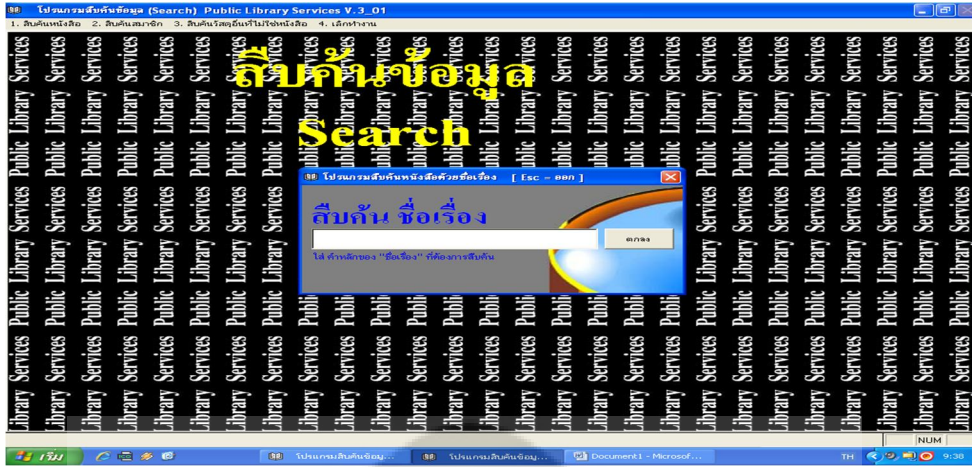 โปรแกรมสืบค้นข้อมูล (Search) Public Library Services V.3_01
1. สืบค้นหนังสือ 2. สืบค้นสมาชิก 3. สืบค้นวัสดุอื่นที่ไม่ใช่หนังสือ 4. เลิกทำงาน
สืบค้นข้อมูล
Search
Public Library Services
โปรแกรมสืบค้นหนังสือด้วยชื่อเรื่อง [ Esc = ออก ]
สืบค้น ชื่อเรื่อง
ตกลง
ใส่ คำหลักของ "ชื่อเรื่อง" ที่ต้องการสืบค้น
NUM
เริ่ม โปรแกรมสืบค้นข้อมู... โปรแกรมสืบค้นข้อมู... Document1 - Microsof... TH 9:38